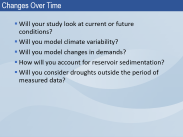 Changes Over Time
• Will your study look at current or future
conditions?
• Will you model climate variability?
• Will you model changes in demands?
• How will you account for reservoir sedimentation?
• Will you consider droughts outside the period of
measured data?